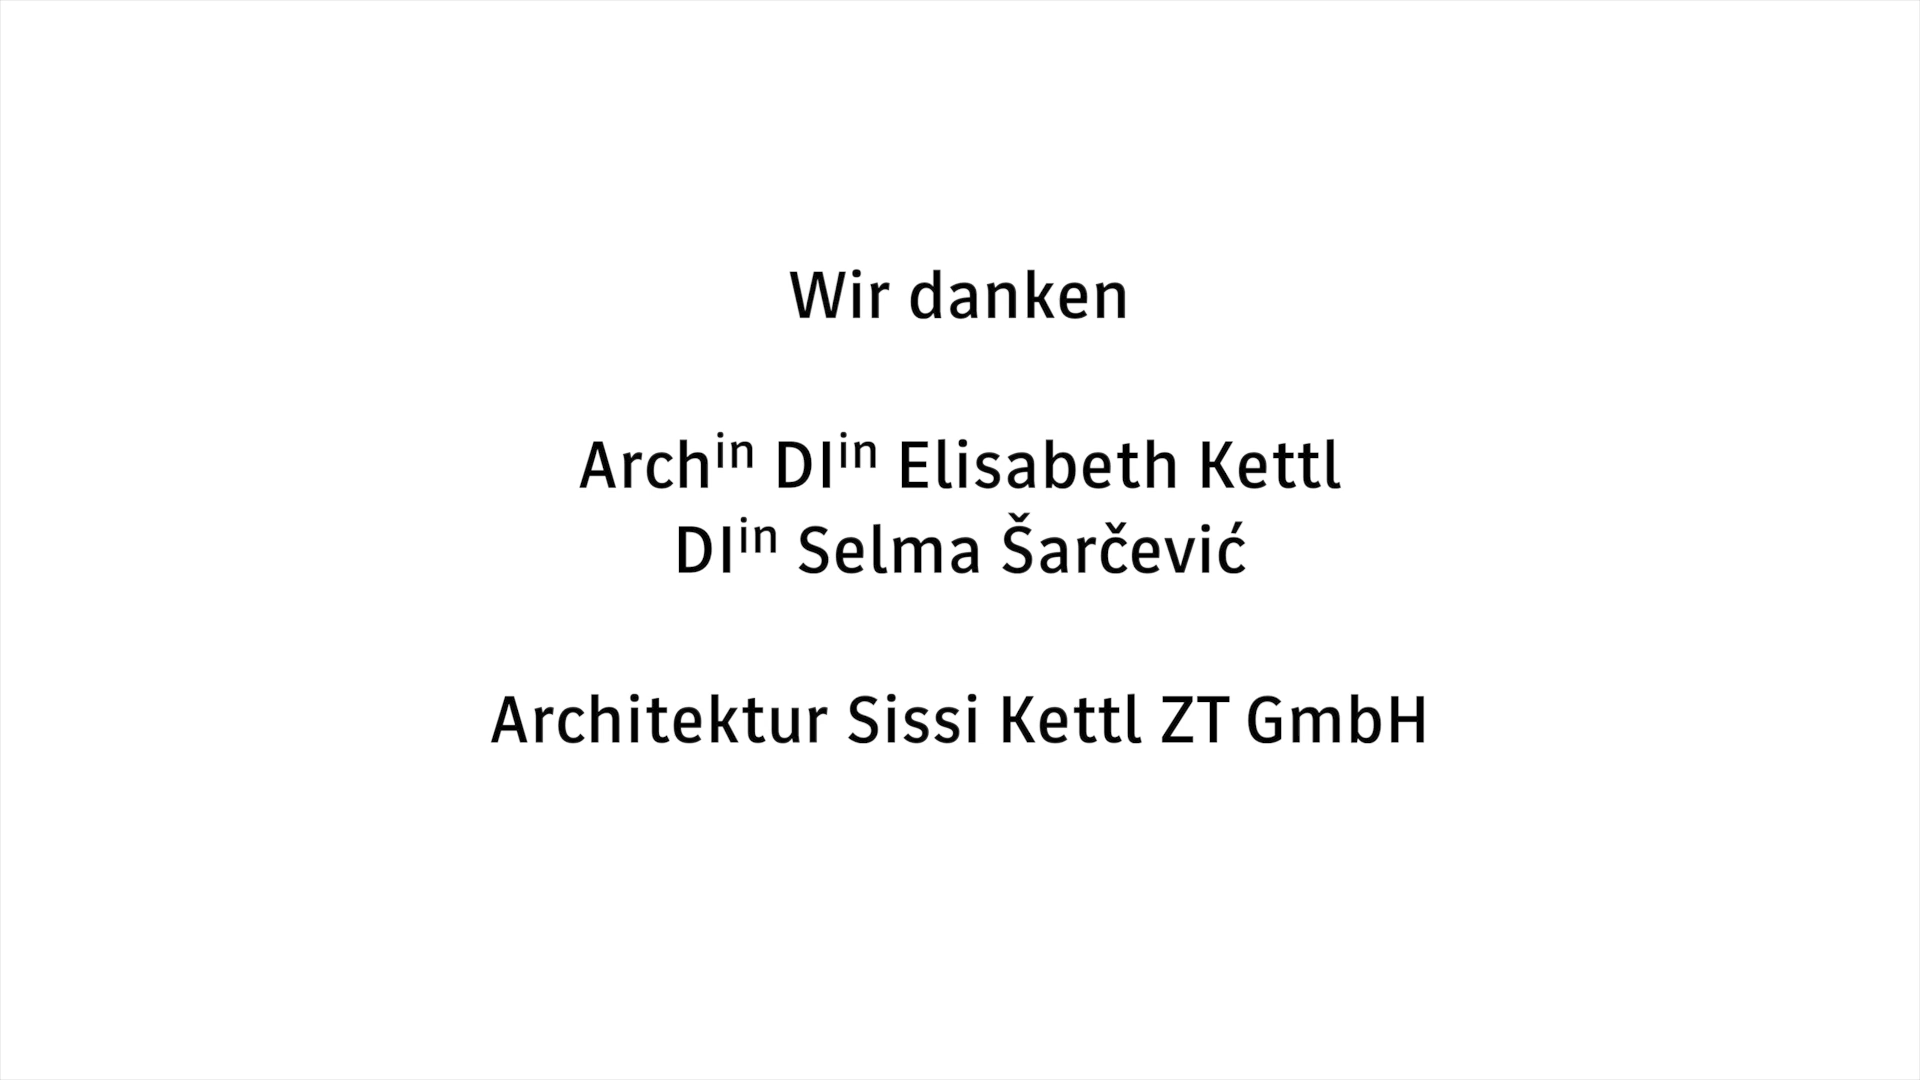 Wir danken
Archⁱⁿ DIⁱⁿ Elisabeth Kettl
DIⁱⁿ Selma Šarčević
Architektur Sissi Kettl ZT GmbH